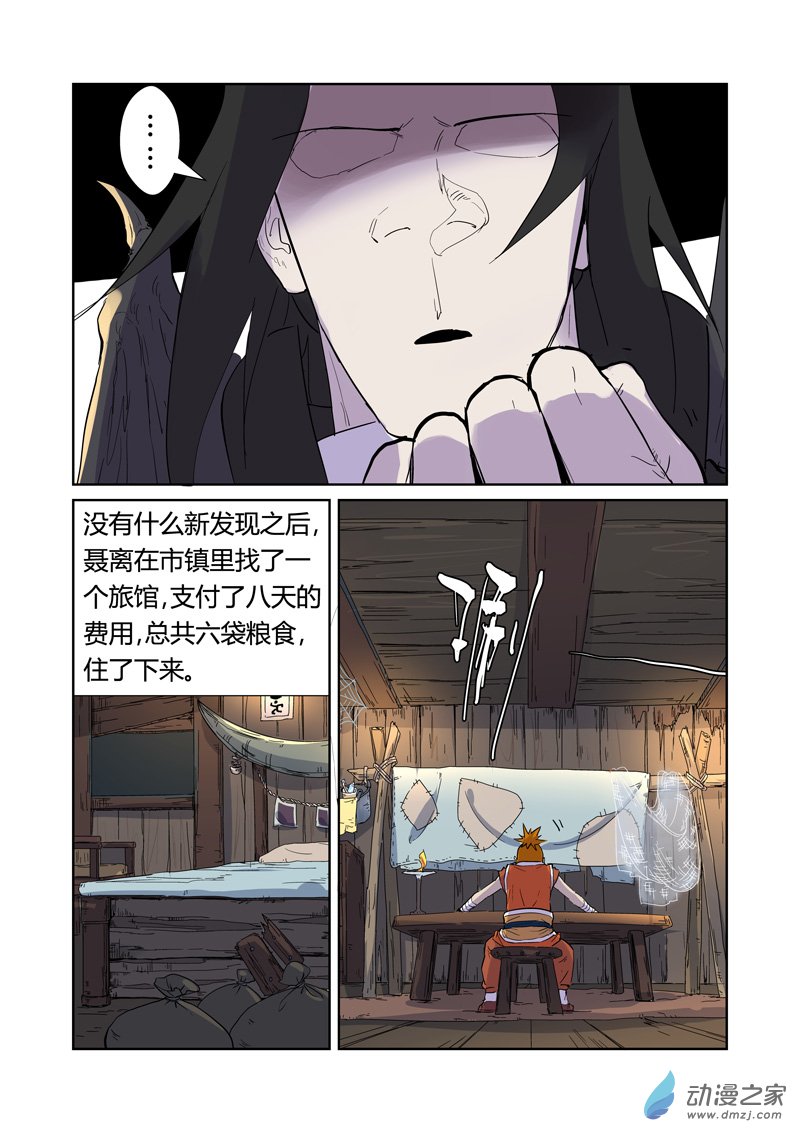 ……
没有什么新发现之后，
聂离在市镇里找了一
个旅馆，支付了八天的
费用，总共六袋粮食，
住了下来。
动漫之家
www.dmzj.com